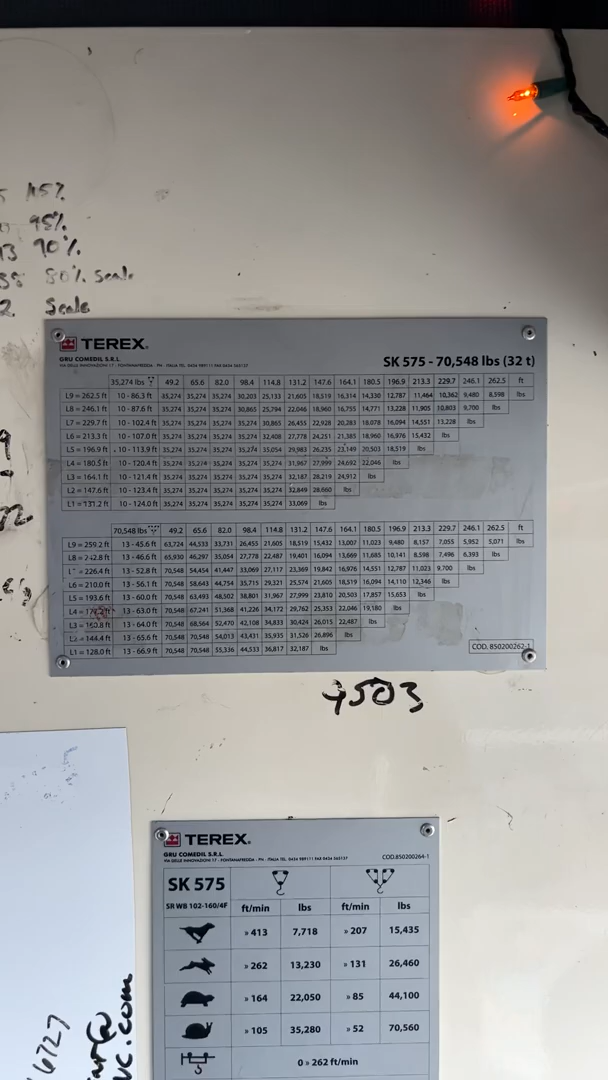 45%
95%
90%
80% Scale
Scale
TEREX®
GRU COMEDIL S.R.L.
SK 575 - 70,548 lbs (32 t)
35,274 lbs 49.2 65.6 82.0 98.4 114.8 131.2 147.6 164.1 180.5 196.9 213.3 229.7 246.1 262.5 ft
L9 = 262.5 ft 10 - 86.3 ft 35,274 35,274 35,274 30,203 25,133 21,605 18,519 16,314 14,330 12,787 11,464 10,362 9,480 8,598 lbs
L8 = 246.1 ft 10 - 87.6 ft 35,274 35,274 35,274 30,865 25,794 22,046 18,960 16,755 14,771 13,228 11,905 10,803 9,700 lbs
L7 = 229.7 ft 10 - 102.4 ft 35,274 35,274 35,274 35,274 30,865 26,455 22,928 20,283 18,078 16,094 14,551 13,228 lbs
L6 = 213.3 ft 10 - 107.0 ft 35,274 35,274 35,274 35,274 32,408 27,778 24,251 21,385 18,960 16,976 15,432 lbs
L5 = 196.9 ft 10 - 113.9 ft 35,274 35,274 35,274 35,274 35,054 29,983 26,235 23,149 20,503 18,519 lbs
L4 = 180.5 ft 10 - 120.4 ft 35,274 35,274 35,274 35,274 35,274 31,967 27,999 24,692 22,046 lbs
L3 = 164.1 ft 10 - 121.4 ft 35,274 35,274 35,274 35,274 35,274 32,187 28,219 24,912 lbs
L2 = 147.6 ft 10 - 123.4 ft 35,274 35,274 35,274 35,274 35,274 32,849 28,660 lbs
L1 = 131.2 ft 10 - 124.0 ft 35,274 35,274 35,274 35,274 35,274 33,069 lbs
70,548 lbs 49.2 65.6 82.0 98.4 114.8 131.2 147.6 164.1 180.5 196.9 213.3 229.7 246.1 262.5 ft
L9 = 259.2 ft 13 - 45.6 ft 63,724 44,533 33,731 26,455 21,605 18,519 15,432 13,007 11,023 9,480 8,157 7,055 5,952 5,071 lbs
L8 = 242.8 ft 13 - 46.6 ft 65,930 46,297 35,054 27,778 22,487 19,401 16,094 13,669 11,685 10,141 8,598 7,496 6,393 lbs
226.4 ft 13 - 52.8 ft 70,548 54,454 41,447 33,069 27,117 23,369 19,842 16,976 14,551 12,787 11,023 9,700 lbs
L6 = 210.0 ft 13 - 56.1 ft 70,548 58,643 44,754 35,715 29,321 25,574 21,605 18,519 16,094 14,110 12,346 lbs
L5 = 193.6 ft 13 - 60.0 ft 70,548 63,493 48,502 38,801 31,967 27,999 23,810 20,503 17,857 15,653 lbs
L4 = 13 - 63.0 ft 70,548 67,241 51,368 41,226 34,172 29,762 25,353 22,046 19,180 lbs
L3 = 160.8 ft 13 - 64.0 ft 70,548 68,564 52,470 42,108 34,833 30,424 26,015 22,487 lbs
L2 = 144.4 ft 13 - 65.6 ft 70,548 70,548 54,013 43,431 35,935 31,526 26,896 lbs
L1 = 128.0 ft 13 - 66.9 ft 70,548 70,548 55,336 44,533 36,817 32,187 lbs
COD. 850200262-1
4503
TEREX®
GRU COMEDIL S.R.L.
COD.850200264-1
SK 575
SR WB 102-160/4F
ft/min lbs ft/min lbs
» 413 7,718 » 207 15,435
» 262 13,230 » 131 26,460
» 164 22,050 » 85 44,100
» 105 35,280 » 52 70,560
0 » 262 ft/min
6727
vc.com